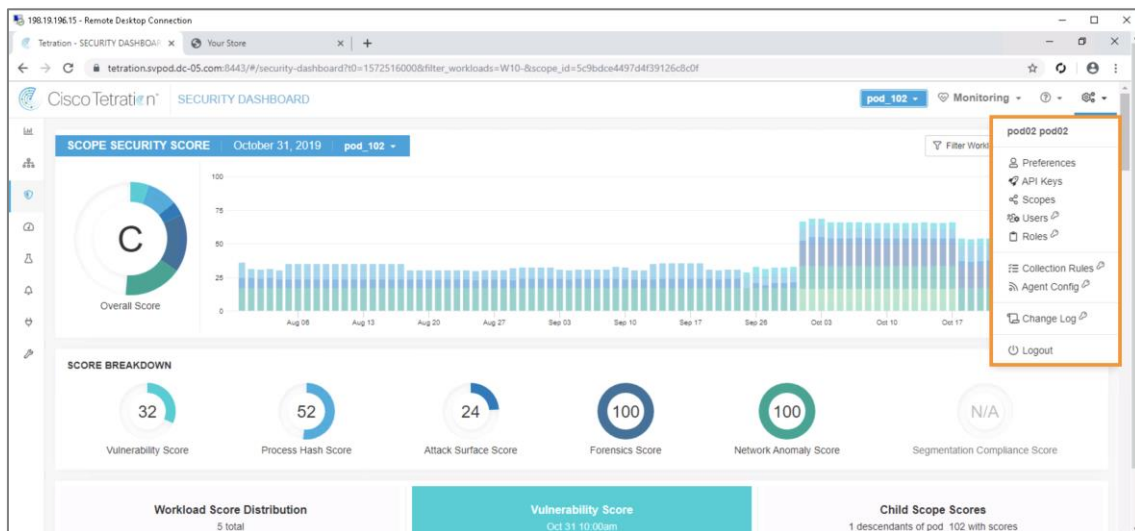 198.19.196.15 - Remote Desktop Connection
Tetration - SECURITY DASHBOAR
Your Store
tetration.svpod.dc-05.com:8443/#/security-dashboard?t0=1572516000&filter_workloads=W10-&scope_id=5c9bdce4497d4f39126c8c0f
Cisco Tetration
SECURITY DASHBOARD
pod_102
Monitoring
pod02 pod02
Preferences
API Keys
Scopes
Users
Roles
Collection Rules
Agent Config
Change Log
Logout
SCOPE SECURITY SCORE
October 31, 2019
pod_102
Filter Workl
C
Overall Score
100
75
50
25
0
Aug 06
Aug 13
Aug 20
Aug 27
Sep 03
Sep 10
Sep 17
Sep 26
Oct 03
Oct 10
Oct 17
SCORE BREAKDOWN
32
Vulnerability Score
52
Process Hash Score
24
Attack Surface Score
100
Forensics Score
100
Network Anomaly Score
N/A
Segmentation Compliance Score
Workload Score Distribution
5 total
Vulnerability Score
Oct 31 10:00am
Child Scope Scores
1 descendants of pod_102 with scores